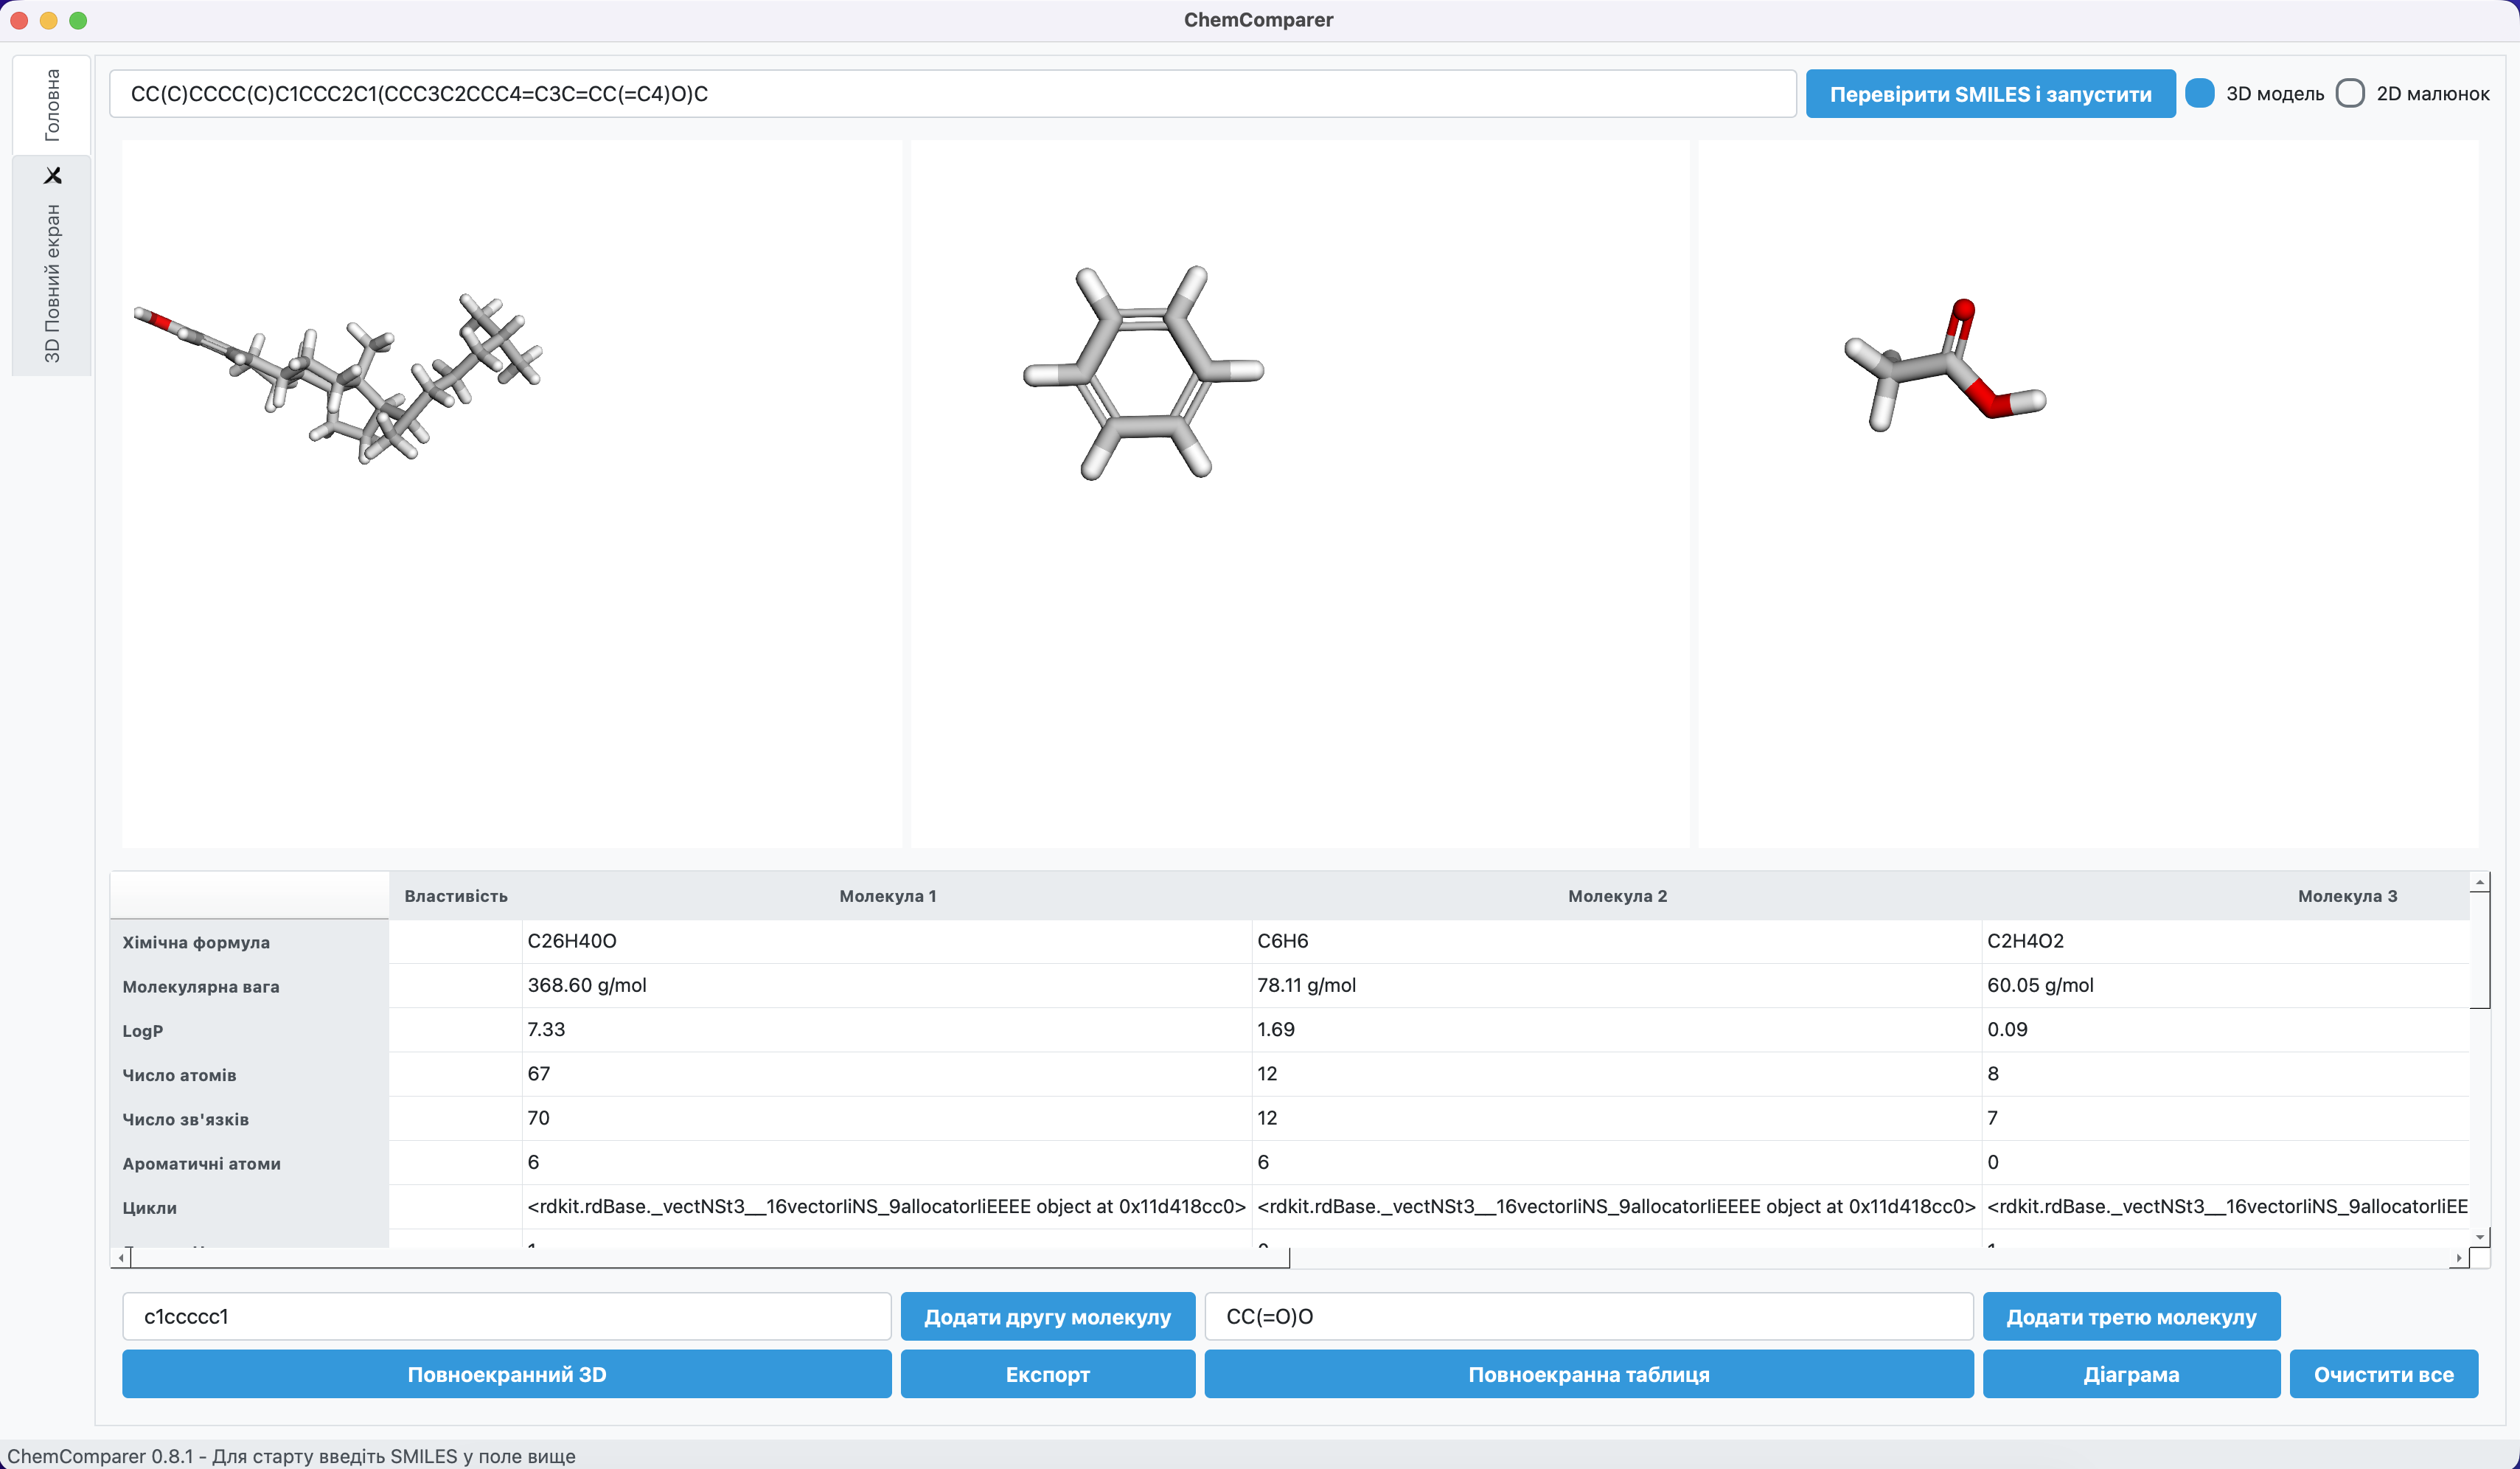 ChemComparer
Головна
3D Повний екран
CC(C)CCCC(C)C1CCC2C1(CCC3C2CCC4=C3C=CC(=C4)O)C
Перевірити SMILES і запустити
3D модель
2D малюнок
Властивість Молекула 1 Молекула 2 Молекула 3
Хімічна формула C26H40O C6H6 C2H4O2
Молекулярна вага 368.60 g/mol 78.11 g/mol 60.05 g/mol
LogP 7.33 1.69 0.09
Число атомів 67 12 8
Число зв'язків 70 12 7
Ароматичні атоми 6 6 0
Цикли <rdkit.rdBase._vectNSt3__16vectorIiNS_9allocatorIiEEEE object at 0x11d418cc0> <rdkit.rdBase._vectNSt3__16vectorIiNS_9allocatorIiEEEE object at 0x11d418cc0> <rdkit.rdBase._vectNSt3__16vectorIiNS_9allocatorIiEE
c1ccccc1
Додати другу молекулу
CC(=O)O
Додати третю молекулу
Повноекранний 3D
Експорт
Повноекранна таблиця
Діаграма
Очистити все
ChemComparer 0.8.1 - Для старту введіть SMILES у поле вище